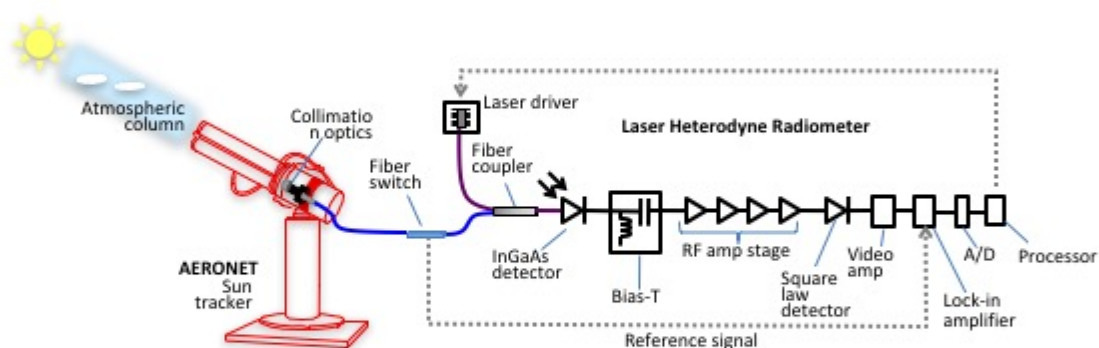 Atmospheric
column
Collimatio
n optics
Laser driver
Laser Heterodyne Radiometer
Fiber
switch
Fiber
coupler
AERONET
Sun
tracker
InGaAs
detector
Bias-T
RF amp stage
Square
law
detector
Video
amp
Lock-in
amplifier
A/D
Processor
Reference signal